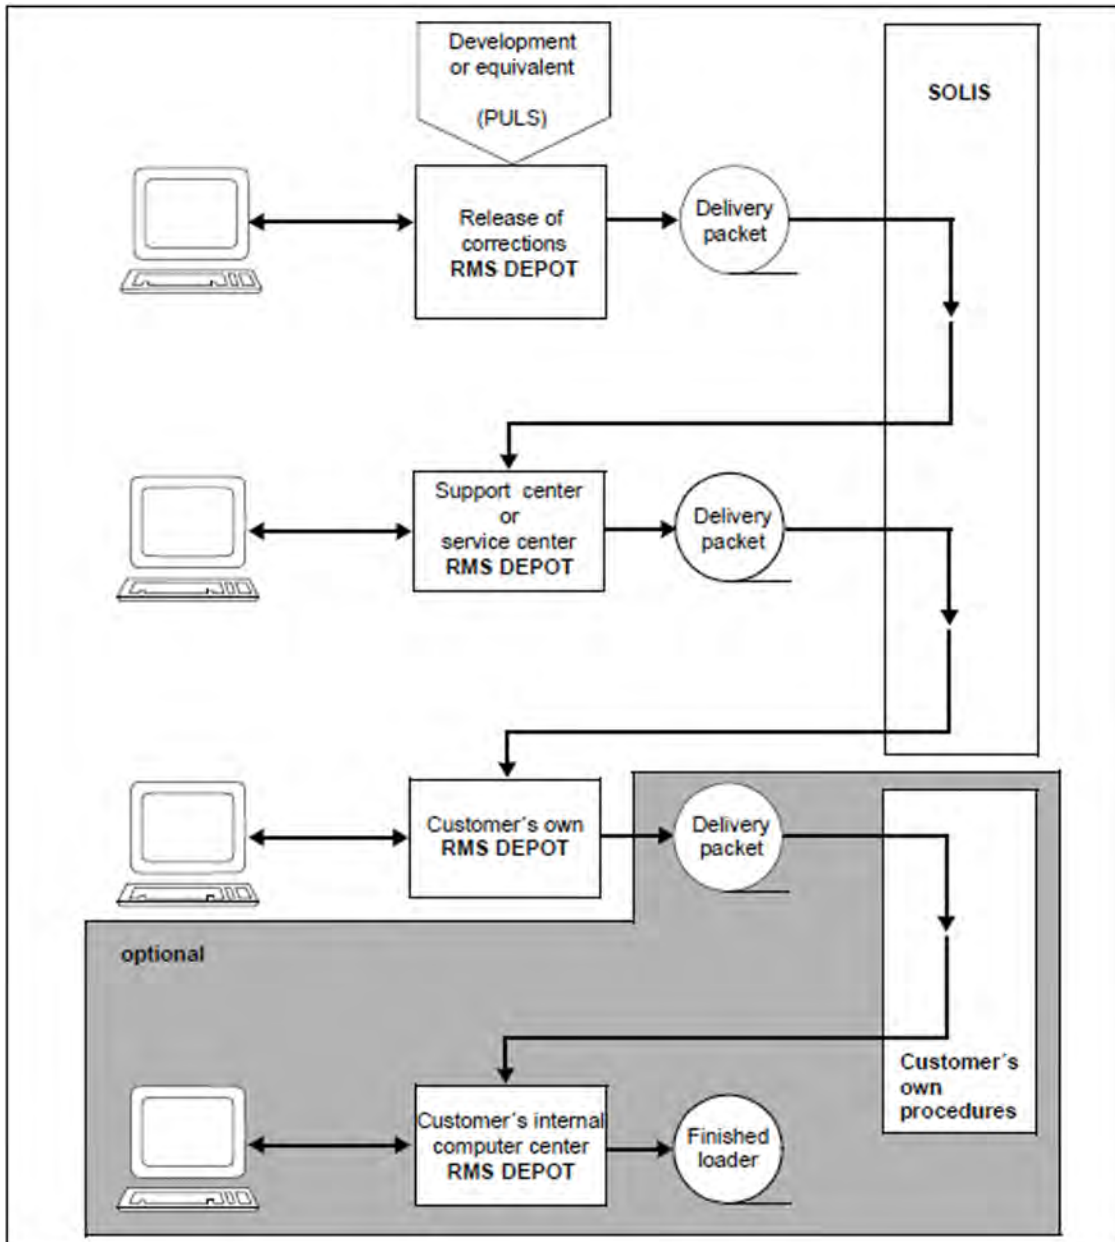 Development
or equivalent
(PULS)
SOLIS
Release of
corrections
RMS DEPOT
Delivery
packet
Support center
or
service center
RMS DEPOT
Delivery
packet
Customer´s own
RMS DEPOT
Delivery
packet
optional
Customer´s
own
procedures
Customer´s internal
computer center
RMS DEPOT
Finished
loader